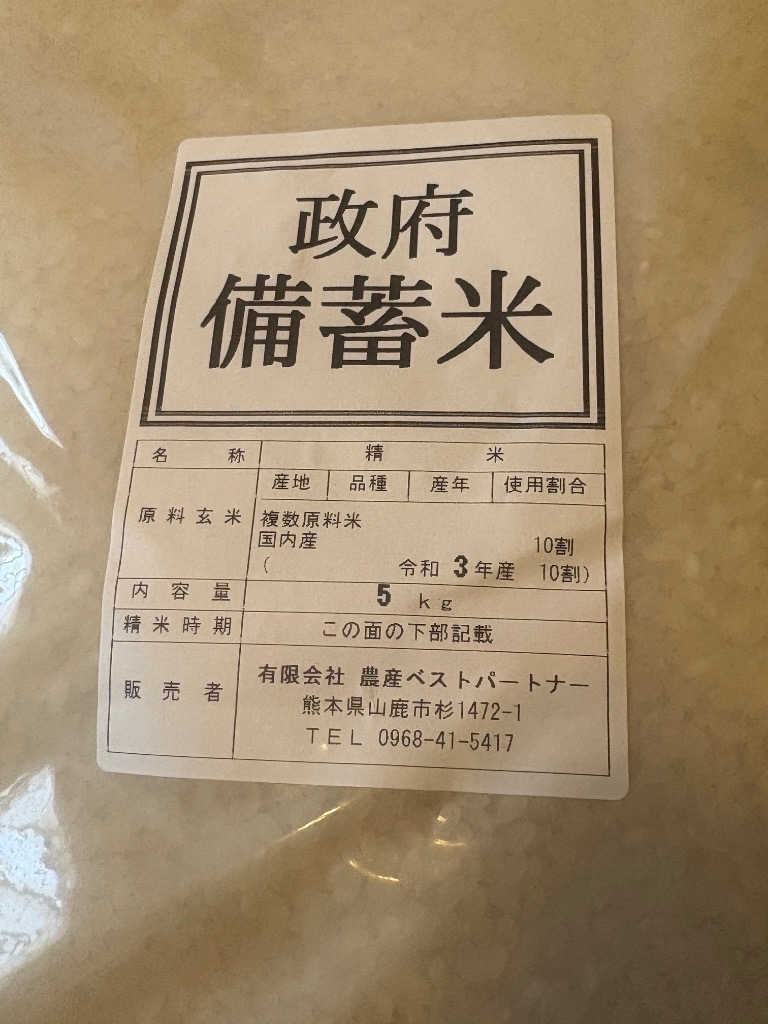 政府
備蓄米
名称 精米
原料玄米 産地 品種 産年 使用割合
複数原料米
国内産 10割
( 令和 3年産 10割)
内容量 5 kg
精米時期 この面の下部記載
販売者 有限会社 農産ベストパートナー
熊本県山鹿市杉1472-1
TEL 0968-41-5417